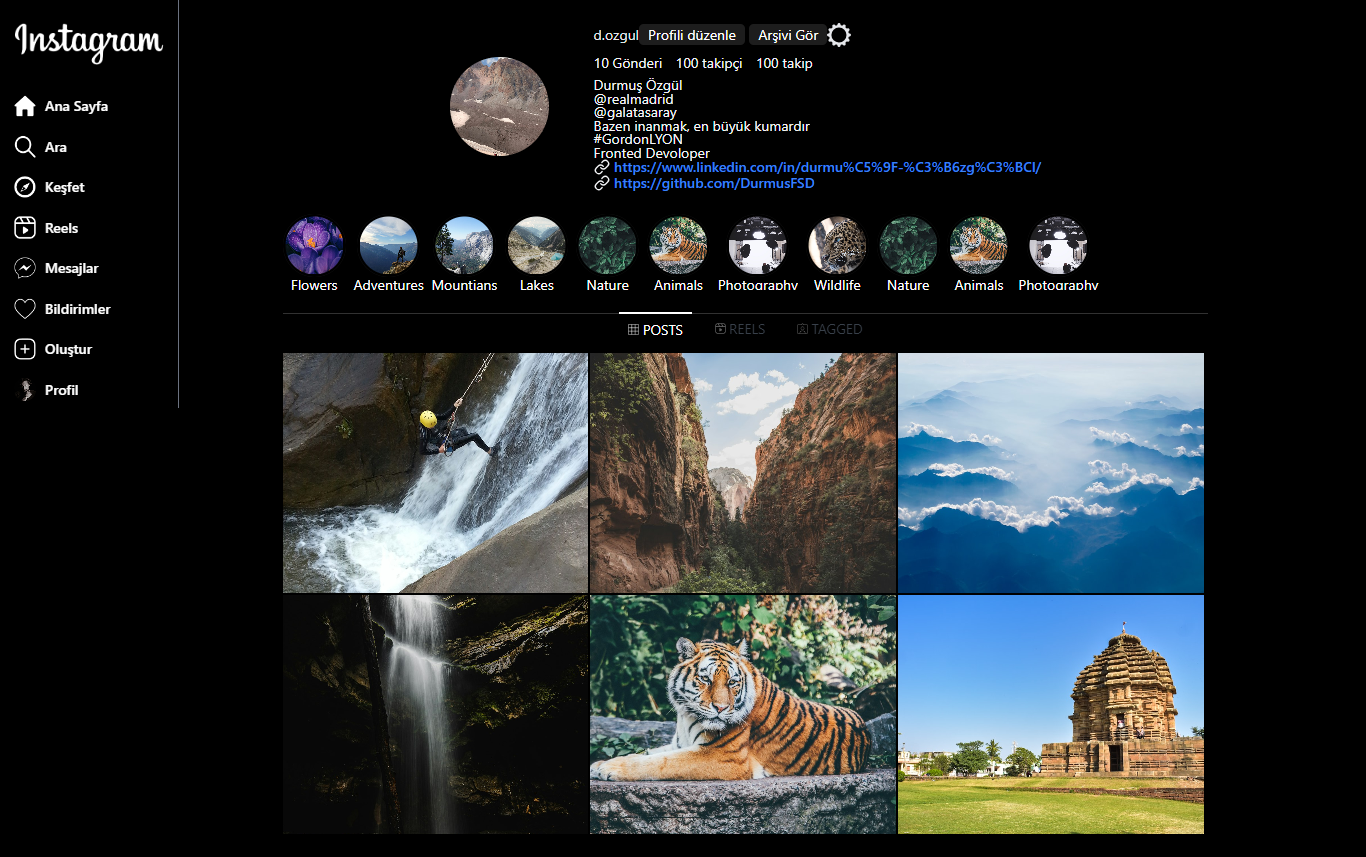 Instagram
Ana Sayfa
Ara
Keşfet
Reels
Mesajlar
Bildirimler
Oluştur
Profil
d.ozgul Profili düzenle Arşivi Gör
10 Gönderi 100 takipçi 100 takip
Durmuş Özgül
@realmadrid
@galatasaray
Bazen inanmak, en büyük kumardır
#GordonLYON
Fronted Devoloper
https://www.linkedin.com/in/durmu%C5%9F-%C3%B6zg%C3%BCl/
https://github.com/DurmusFSD
Flowers Adventures Mountians Lakes Nature Animals Photography Wildlife Nature Animals Photography
POSTS REELS TAGGED